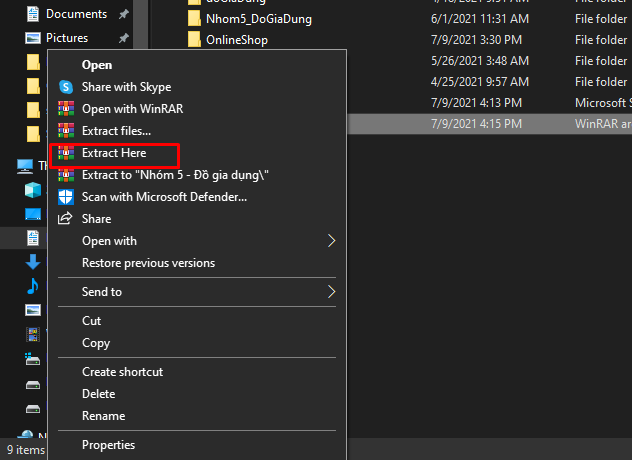 Documents
Pictures
doGiaDung
Nhom5_DoGiaDung 6/1/2021 11:31 AM File folder
OnlineShop 7/9/2021 3:30 PM File folder
5/26/2021 3:48 AM File folder
4/25/2021 9:57 AM File folder
7/9/2021 4:13 PM Microsoft S
7/9/2021 4:15 PM WinRAR ar
Open
Share with Skype
Open with WinRAR
Extract files...
Extract Here
Extract to "Nhóm 5 - Đồ gia dụng\"
Scan with Microsoft Defender...
Share
Open with
Restore previous versions
Send to
Cut
Copy
Create shortcut
Delete
Rename
Properties
9 items